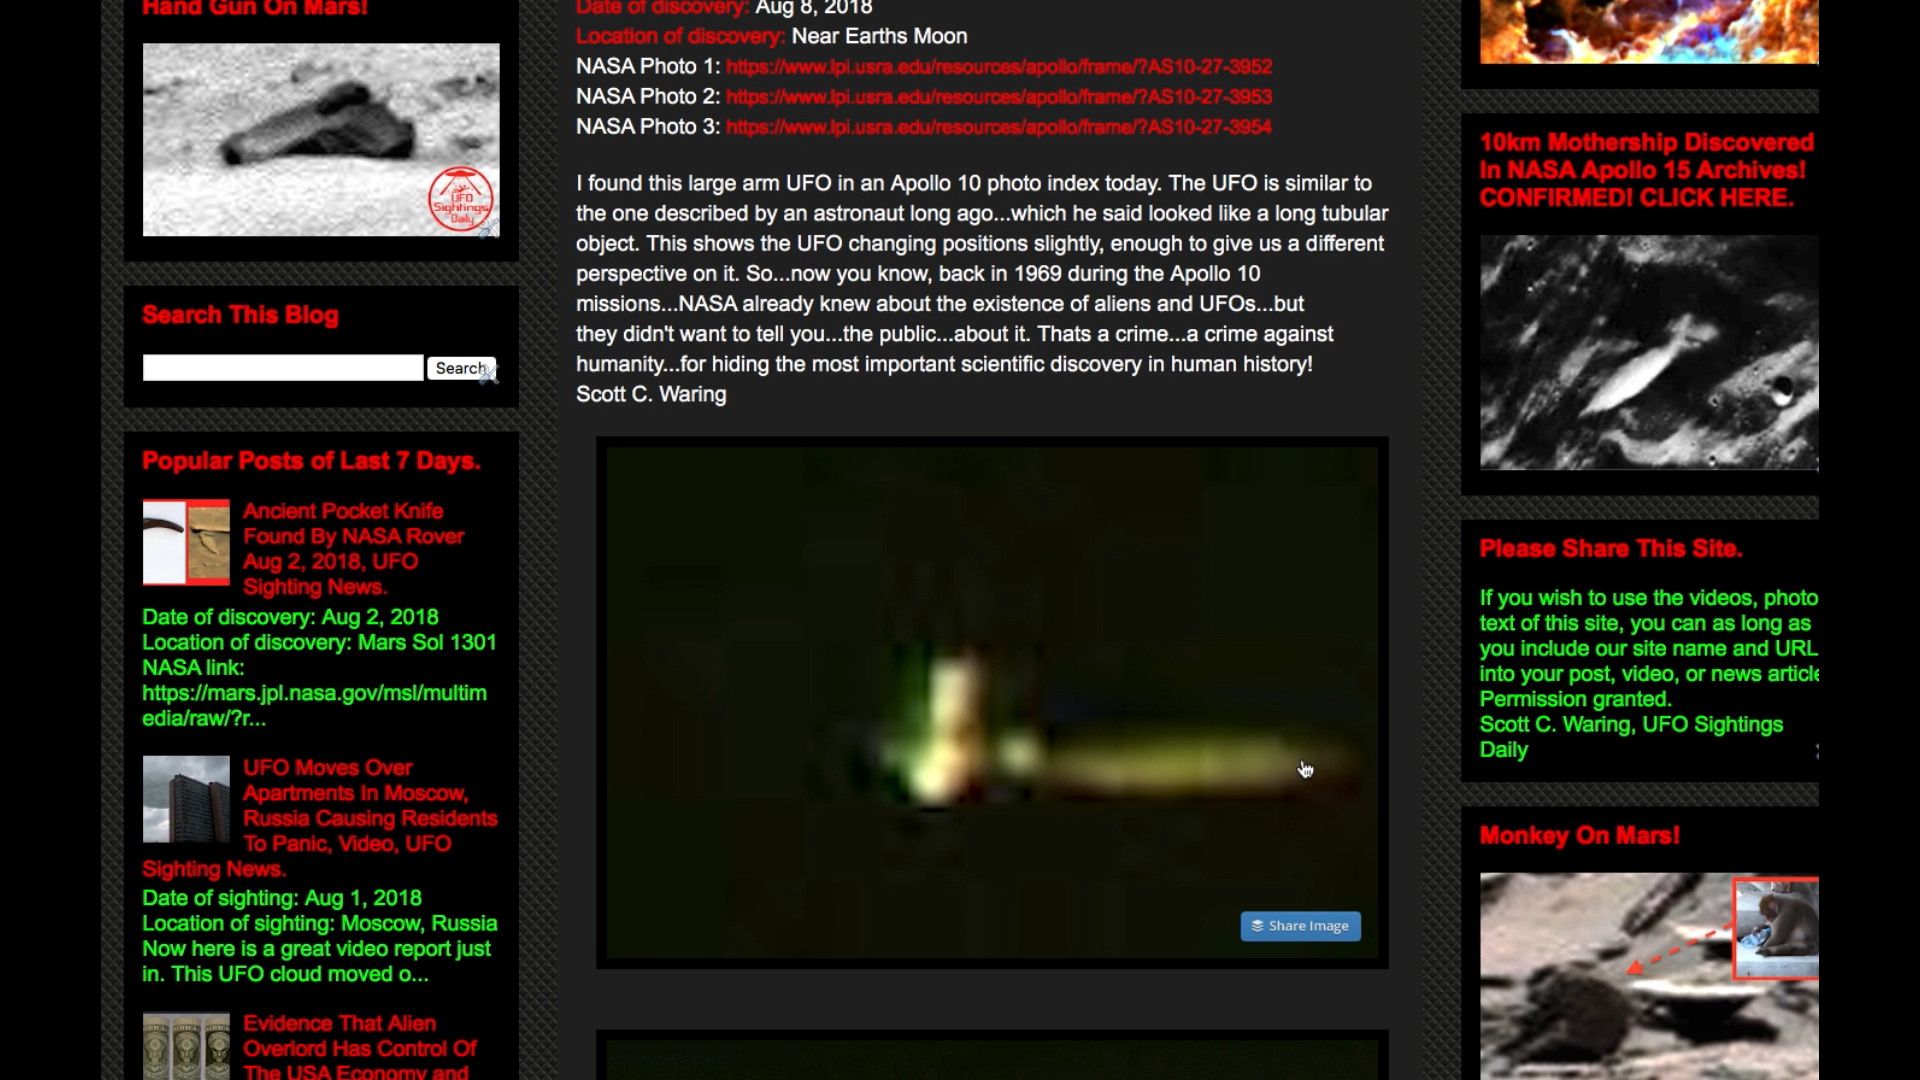 Hand Gun On Mars!
UFO
Sightings
Daily
Search This Blog
Search
Popular Posts of Last 7 Days.
Ancient Pocket Knife
Found By NASA Rover
Aug 2, 2018, UFO
Sighting News.
Date of discovery: Aug 2, 2018
Location of discovery: Mars Sol 1301
NASA link:
https://mars.jpl.nasa.gov/msl/multim
edia/raw/?r...
UFO Moves Over
Apartments In Moscow,
Russia Causing Residents
To Panic, Video, UFO
Sighting News.
Date of sighting: Aug 1, 2018
Location of sighting: Moscow, Russia
Now here is a great video report just
in. This UFO cloud moved o...
Evidence That Alien
Overlord Has Control Of
The USA Economy and
Date of discovery: Aug 8, 2018
Location of discovery: Near Earths Moon
NASA Photo 1: https://www.lpi.usra.edu/resources/apollo/frame/?AS10-27-3952
NASA Photo 2: https://www.lpi.usra.edu/resources/apollo/frame/?AS10-27-3953
NASA Photo 3: https://www.lpi.usra.edu/resources/apollo/frame/?AS10-27-3954
I found this large arm UFO in an Apollo 10 photo index today. The UFO is similar to
the one described by an astronaut long ago...which he said looked like a long tubular
object. This shows the UFO changing positions slightly, enough to give us a different
perspective on it. So...now you know, back in 1969 during the Apollo 10
missions...NASA already knew about the existence of aliens and UFOs...but
they didn't want to tell you...the public...about it. Thats a crime...a crime against
humanity...for hiding the most important scientific discovery in human history!
Scott C. Waring
Share Image
10km Mothership Discovered
In NASA Apollo 15 Archives!
CONFIRMED! CLICK HERE.
Please Share This Site.
If you wish to use the videos, photo
text of this site, you can as long as
you include our site name and URL
into your post, video, or news article
Permission granted.
Scott C. Waring, UFO Sightings
Daily
Monkey On Mars!